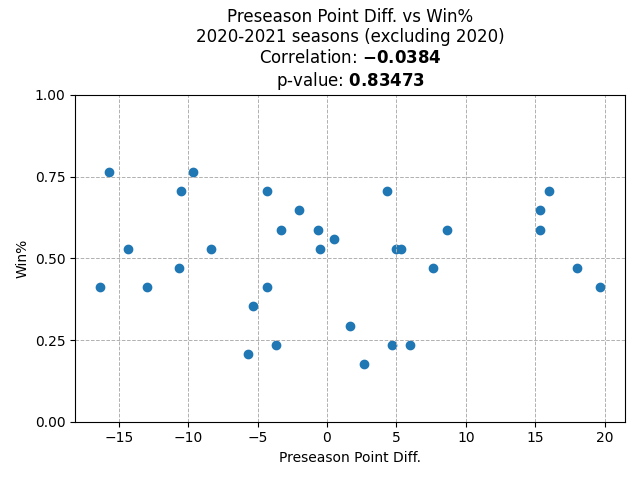 Preseason Point Diff. vs Win%
2020-2021 seasons (excluding 2020)
Correlation: −0.0384
p-value: 0.83473
1.00
0.75
0.50
0.25
0.00
Win%
−15 −10 −5 0 5 10 15 20
Preseason Point Diff.